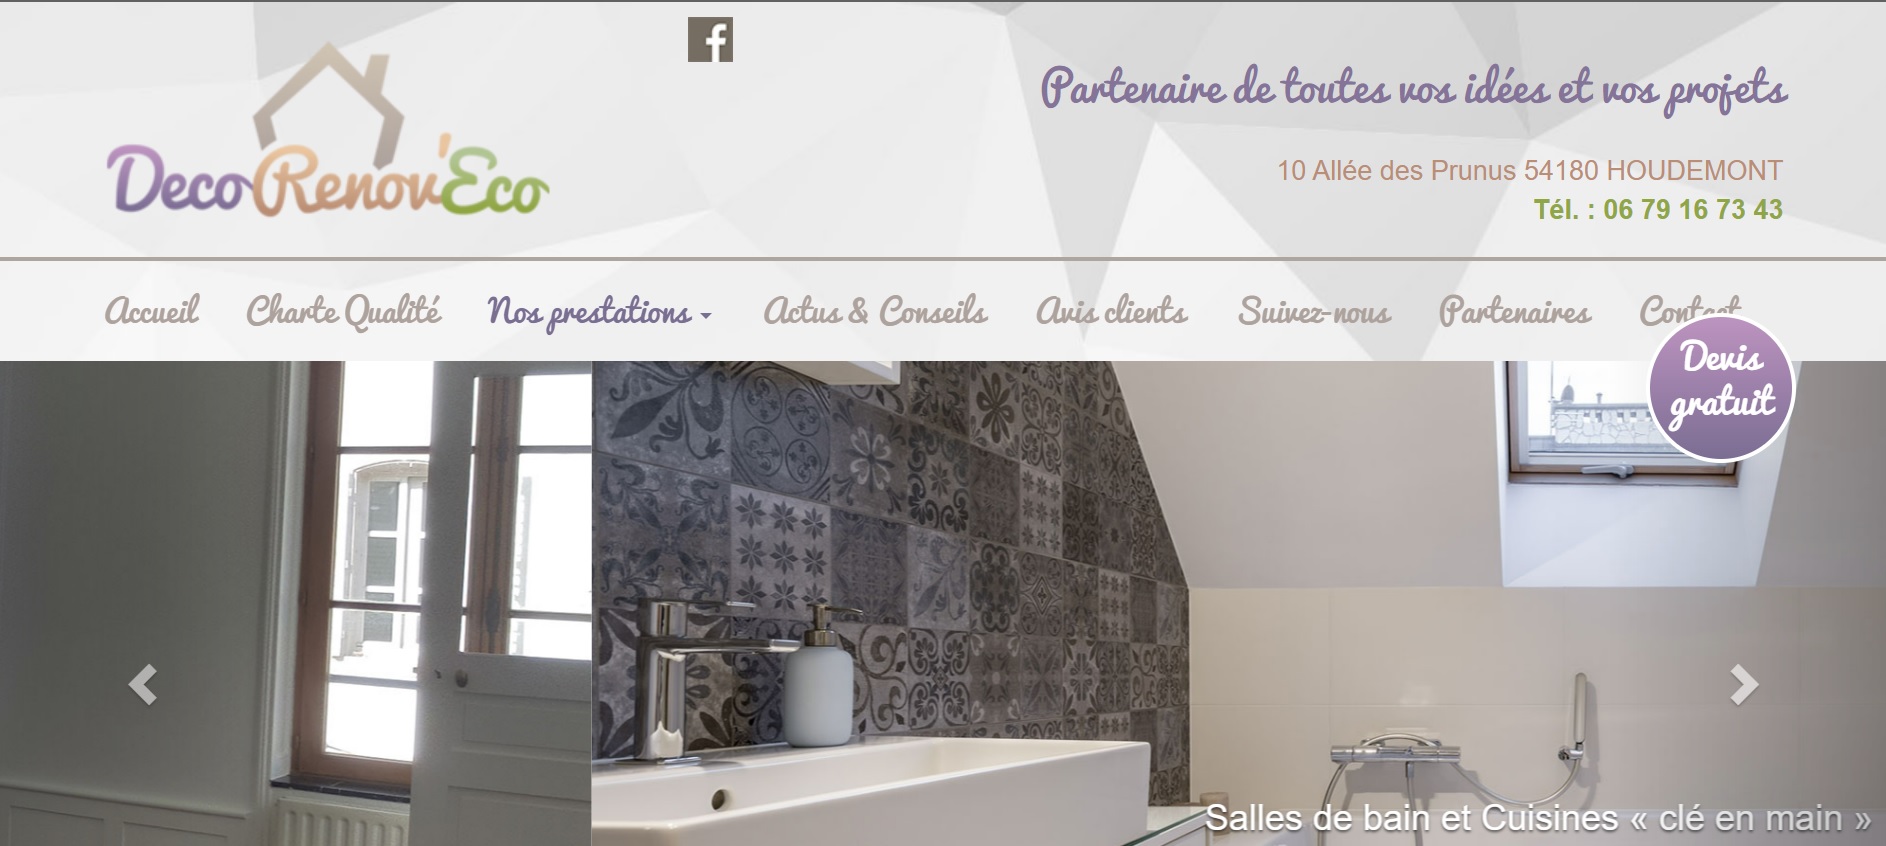 Partenaire de toutes vos idées et vos projets
DecoRenov'Eco
10 Allée des Prunus 54180 HOUDEMONT
Tél. : 06 79 16 73 43
Accueil Charte Qualité Nos prestations Actus & Conseils Avis clients Suivez-nous Partenaires Contact
Devis
gratuit
Salles de bain et Cuisines « clé en main »